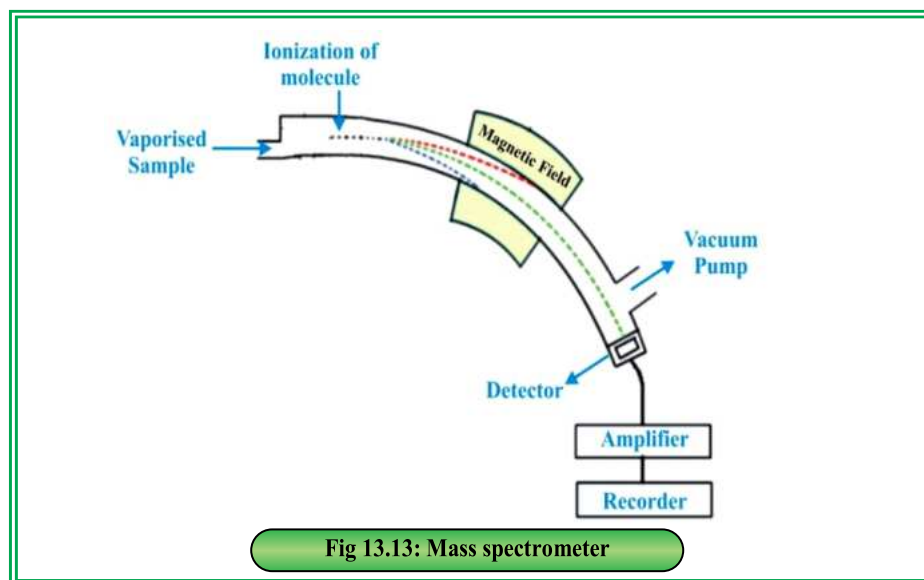 Ionization of
molecule
Vaporised
Sample
Magnetic Field
Vacuum
Pump
Detector
Amplifier
Recorder
Fig 13.13: Mass spectrometer